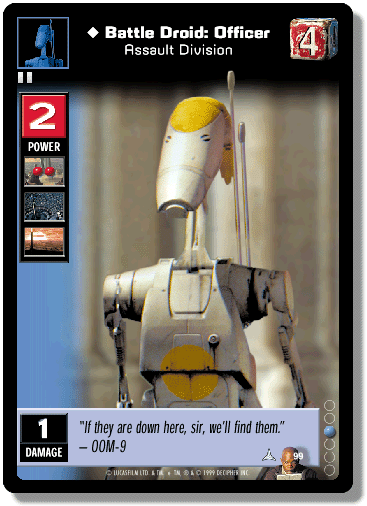 ◆ Battle Droid: Officer
Assault Division
4
2
POWER
1
DAMAGE
"If they are down here, sir, we'll find them."
– OOM-9
99
© LUCASFILM LTD. & TM. ★ TM. ® & © 1999 DECIPHER INC.